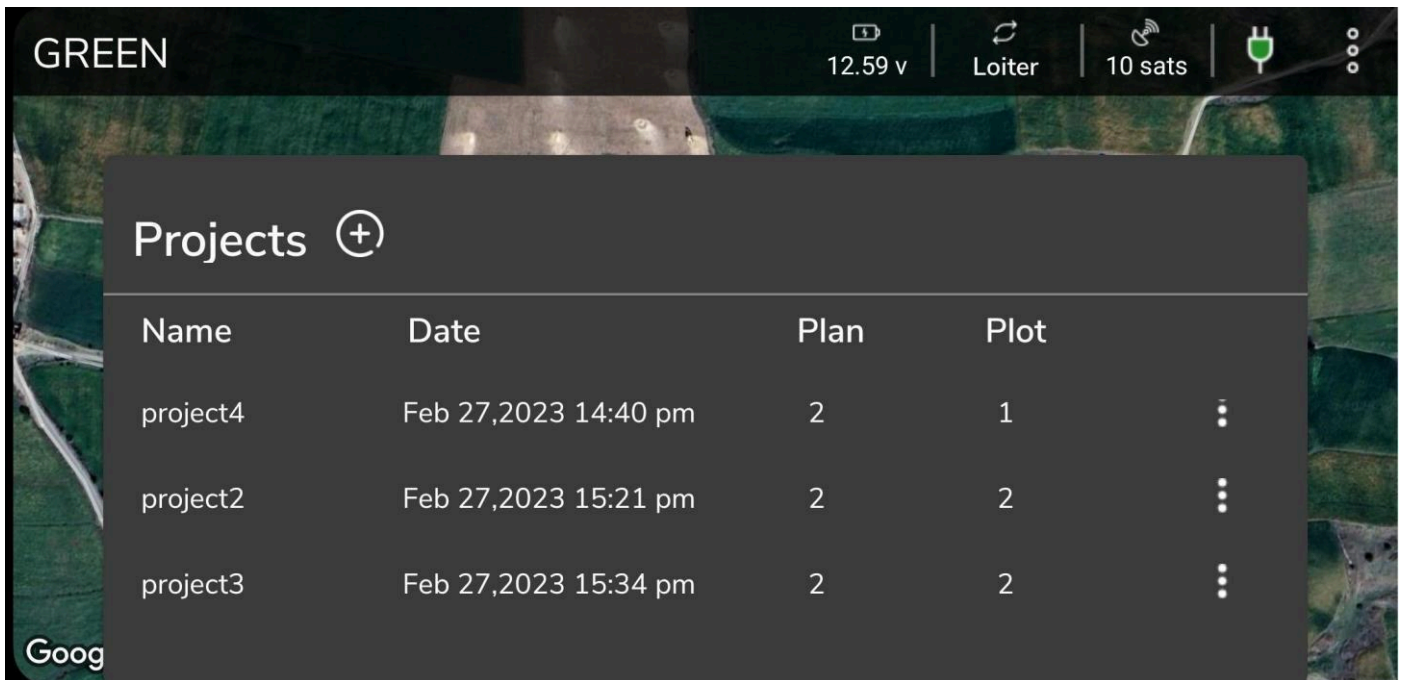 GREEN
12.59 v
Loiter
10 sats
Projects
Name Date Plan Plot
project4 Feb 27,2023 14:40 pm 2 1
project2 Feb 27,2023 15:21 pm 2 2
project3 Feb 27,2023 15:34 pm 2 2
Goog